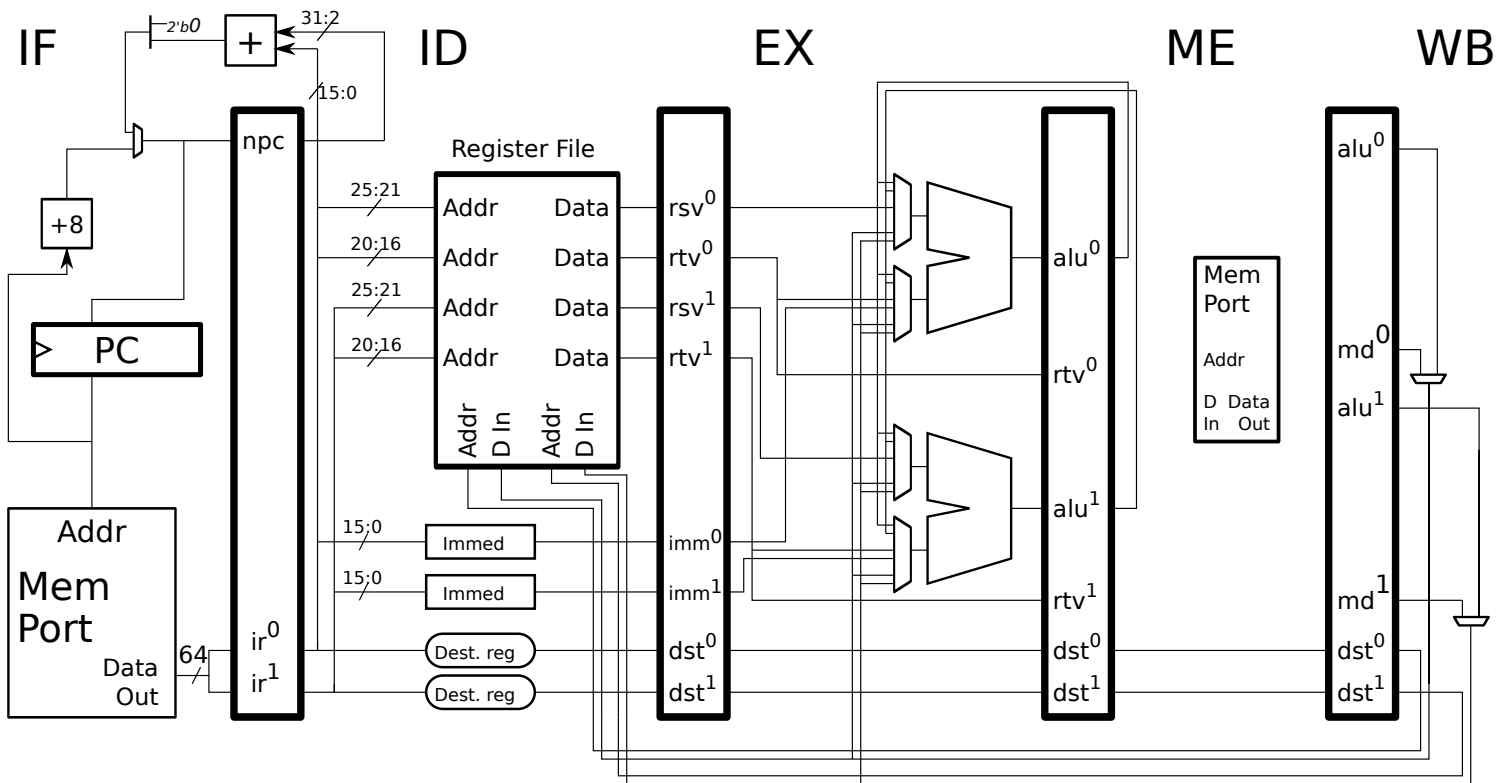 IF
ID
EX
ME
WB
2'b0
+
31:2
15:0
npc
+8
PC
Addr
Mem
Port
Data
Out
64
ir0
ir1
Register File
25:21
Addr
Data
20:16
Addr
Data
25:21
Addr
Data
20:16
Addr
Data
Addr
D In
Addr
D In
15:0
Immed
15:0
Immed
Dest. reg
Dest. reg
rsv0
rtv0
rsv1
rtv1
imm0
imm1
dst0
dst1
alu0
rtv0
alu1
rtv1
dst0
dst1
Mem
Port
Addr
D Data
In Out
alu0
md0
alu1
md1
dst0
dst1